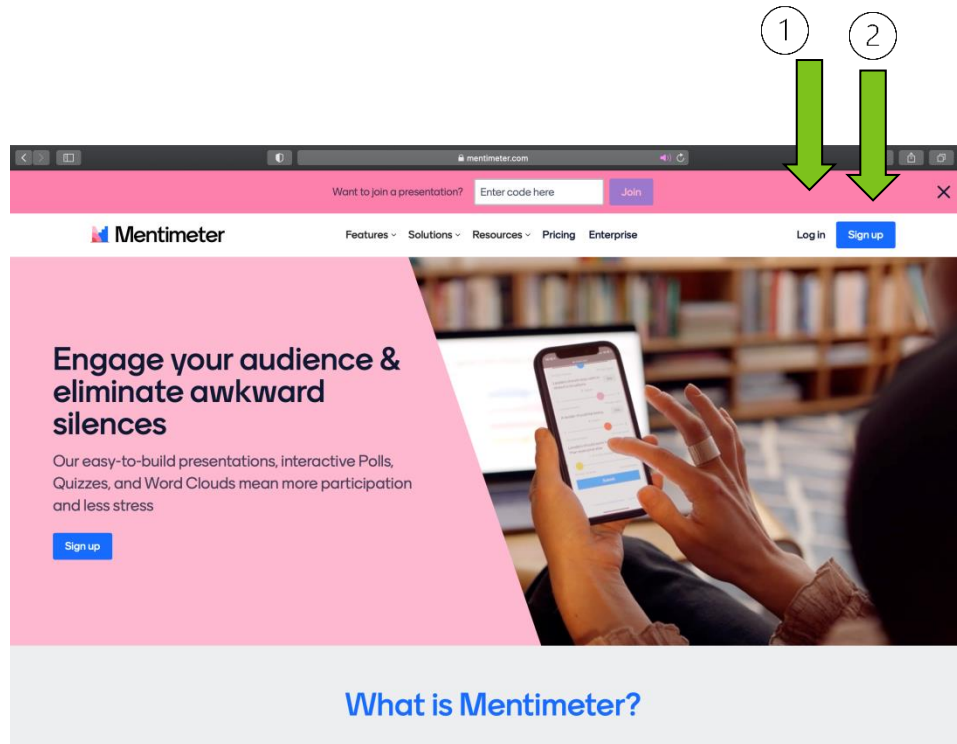 1
2
mentimeter.com
Want to join a presentation? Enter code here Join
Mentimeter Features Solutions Resources Pricing Enterprise Log in Sign up
Engage your audience &
eliminate awkward
silences
Our easy-to-build presentations, interactive Polls,
Quizzes, and Word Clouds mean more participation
and less stress
Sign up
What is Mentimeter?